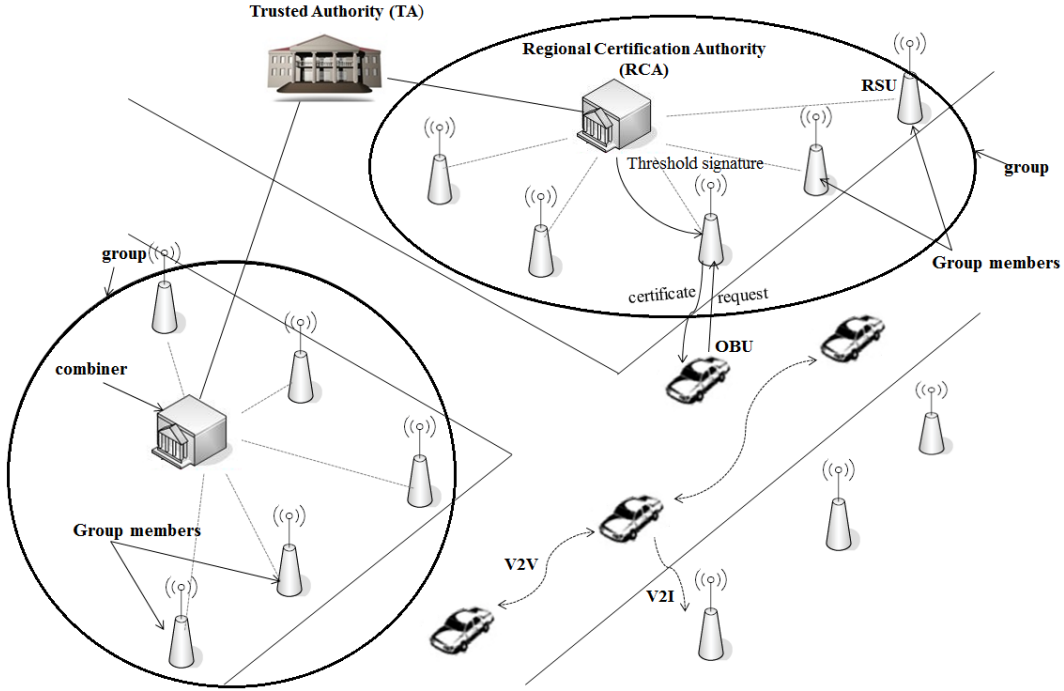 Trusted Authority (TA)
Regional Certification Authority
(RCA)
RSU
Threshold signature
group
group
Group members
certificate
request
OBU
combiner
Group members
V2V
V2I